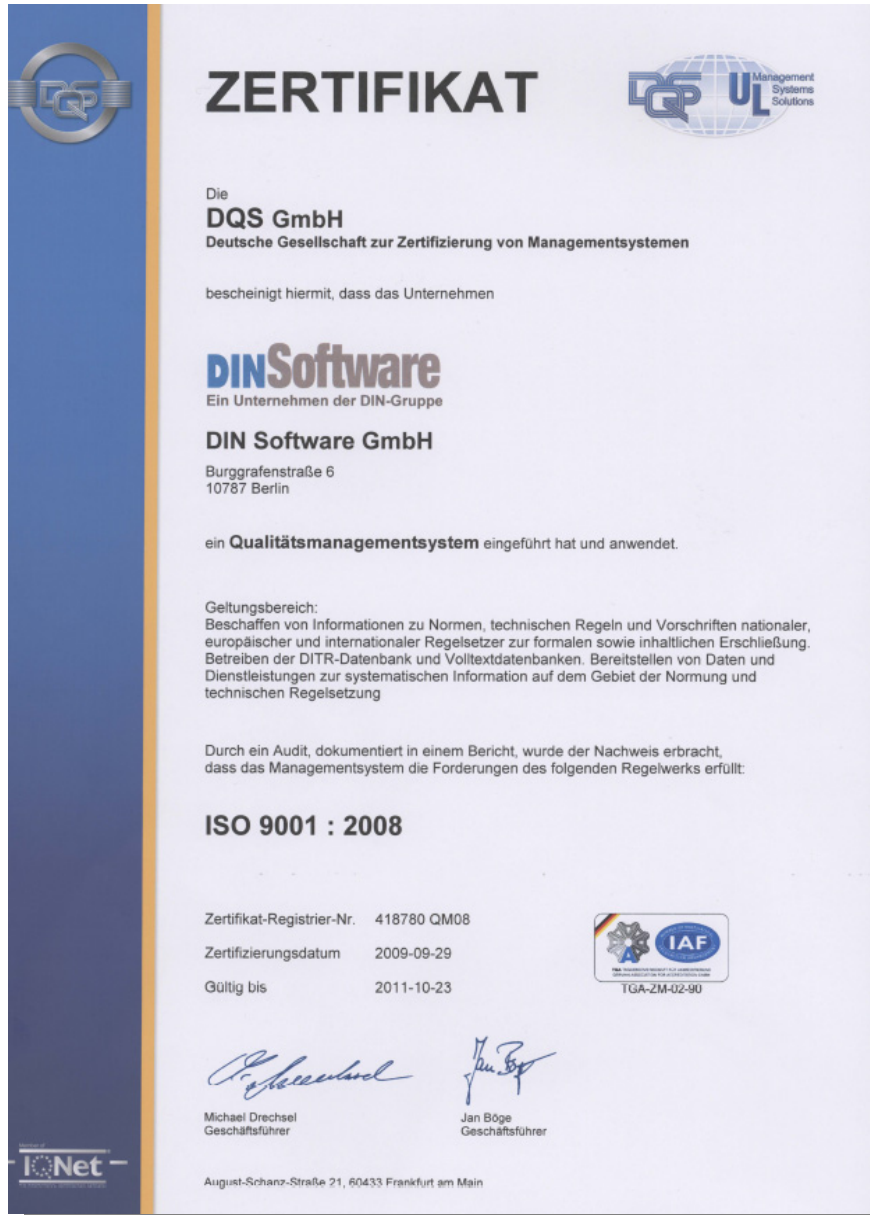 DQS
ZERTIFIKAT
DQS
UL
Management
Systems
Solutions
Die
DQS GmbH
Deutsche Gesellschaft zur Zertifizierung von Managementsystemen
bescheinigt hiermit, dass das Unternehmen
DINSoftware
Ein Unternehmen der DIN-Gruppe
DIN Software GmbH
Burggrafenstraße 6
10787 Berlin
ein Qualitätsmanagementsystem eingeführt hat und anwendet.
Geltungsbereich:
Beschaffen von Informationen zu Normen, technischen Regeln und Vorschriften nationaler,
europäischer und internationaler Regelsetzer zur formalen sowie inhaltlichen Erschließung.
Betreiben der DITR-Datenbank und Volltextdatenbanken. Bereitstellen von Daten und
Dienstleistungen zur systematischen Information auf dem Gebiet der Normung und
technischen Regelsetzung
Durch ein Audit, dokumentiert in einem Bericht, wurde der Nachweis erbracht,
dass das Managementsystem die Forderungen des folgenden Regelwerks erfüllt:
ISO 9001 : 2008
Zertifikat-Registrier-Nr. 418780 QM08
Zertifizierungsdatum 2009-09-29
Gültig bis 2011-10-23
IAF
TGA-ZM-02-90
Michael Drechsel
Geschäftsführer
Jan Böge
Geschäftsführer
Member of
IQNet
August-Schanz-Straße 21, 60433 Frankfurt am Main